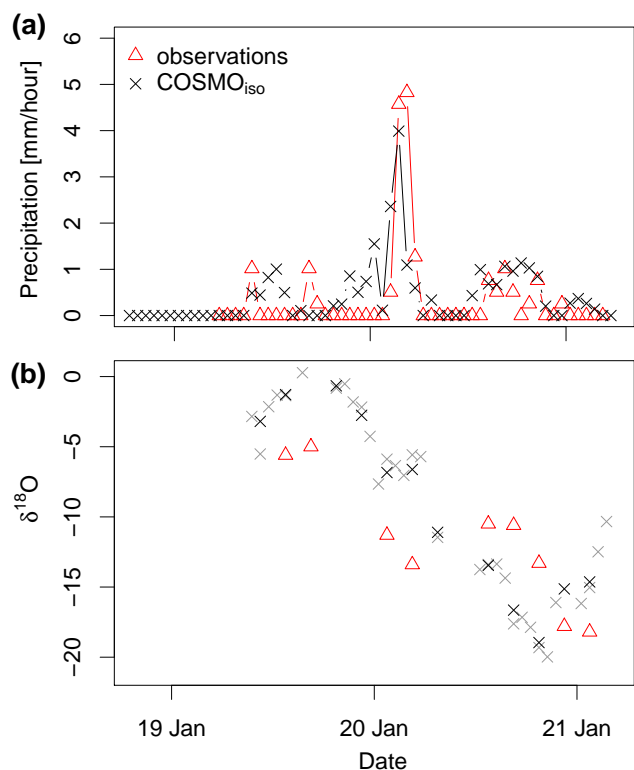 (a)
Precipitation [mm/hour]
6
5
4
3
2
1
0
observations
COSMOiso
(b)
δ18O
0
−5
−10
−15
−20
19 Jan
20 Jan
21 Jan
Date